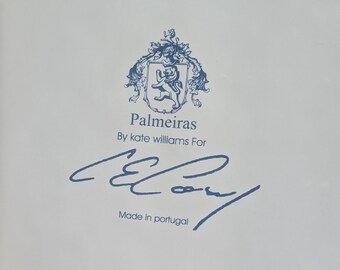 Palmeiras
By kate williams For
Made in portugal